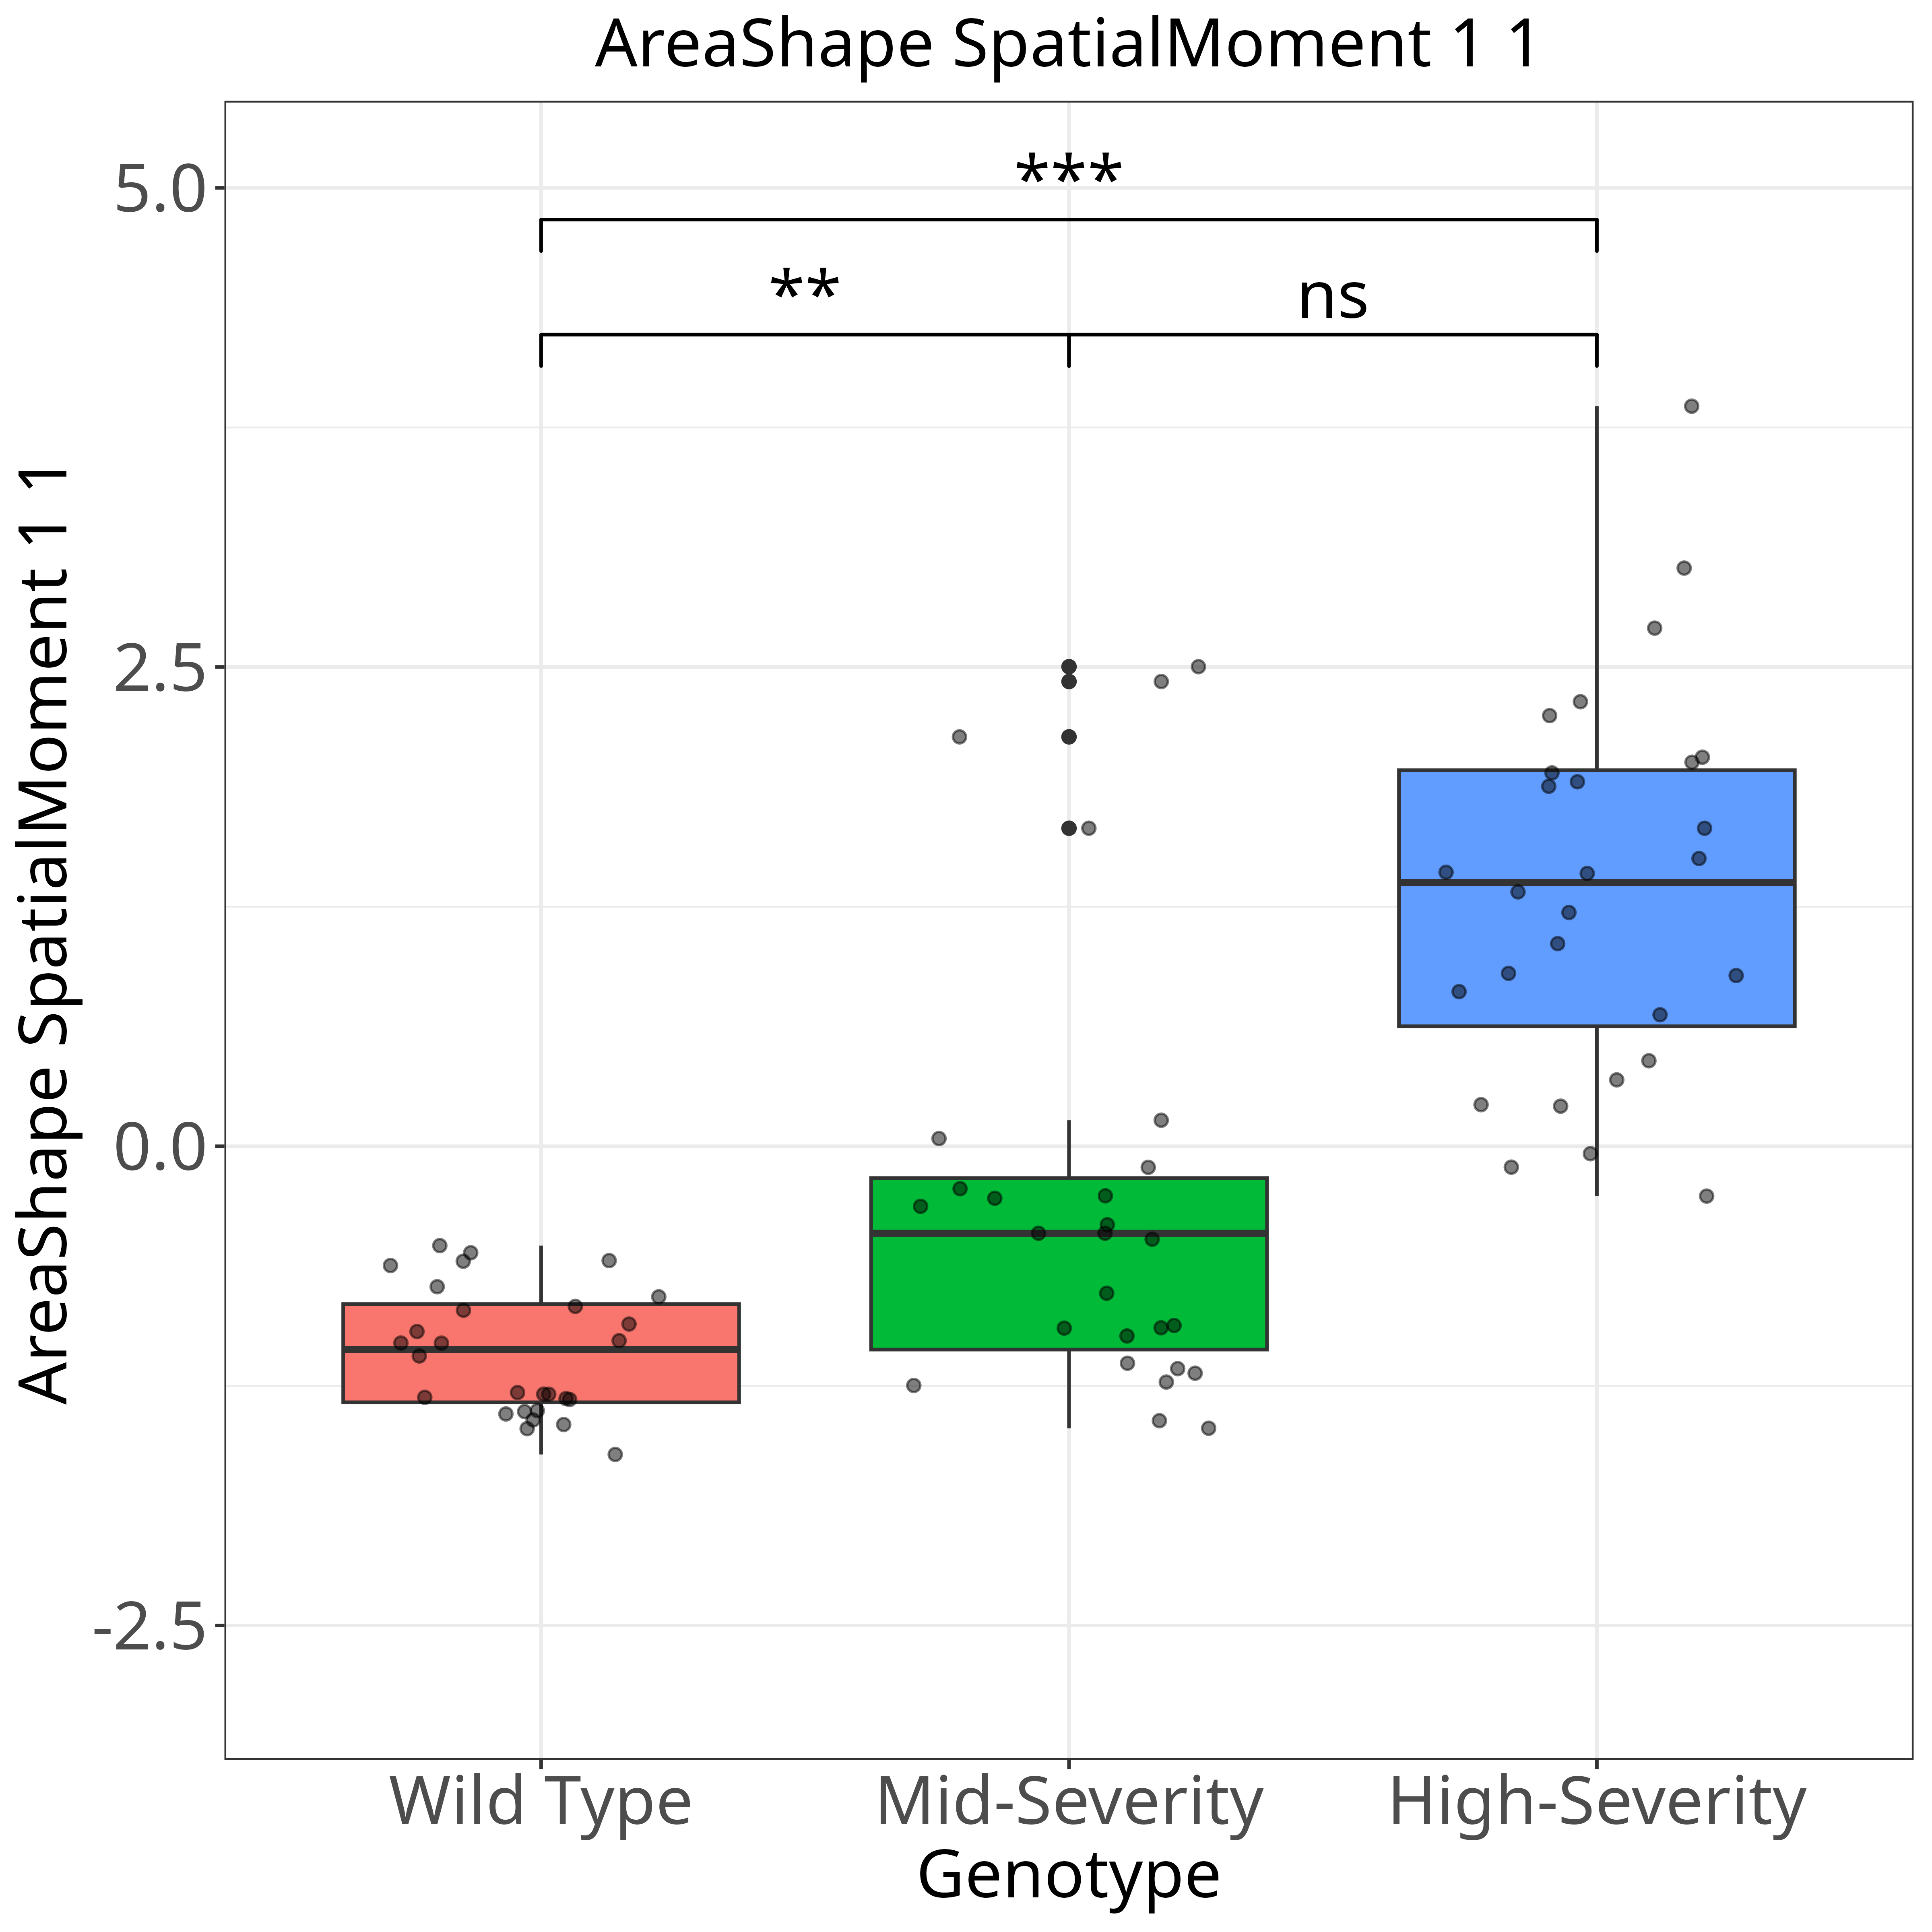 AreaShape SpatialMoment 1 1
AreaShape SpatialMoment 1 1
5.0
2.5
0.0
-2.5
***
**
ns
Wild Type
Mid-Severity
High-Severity
Genotype